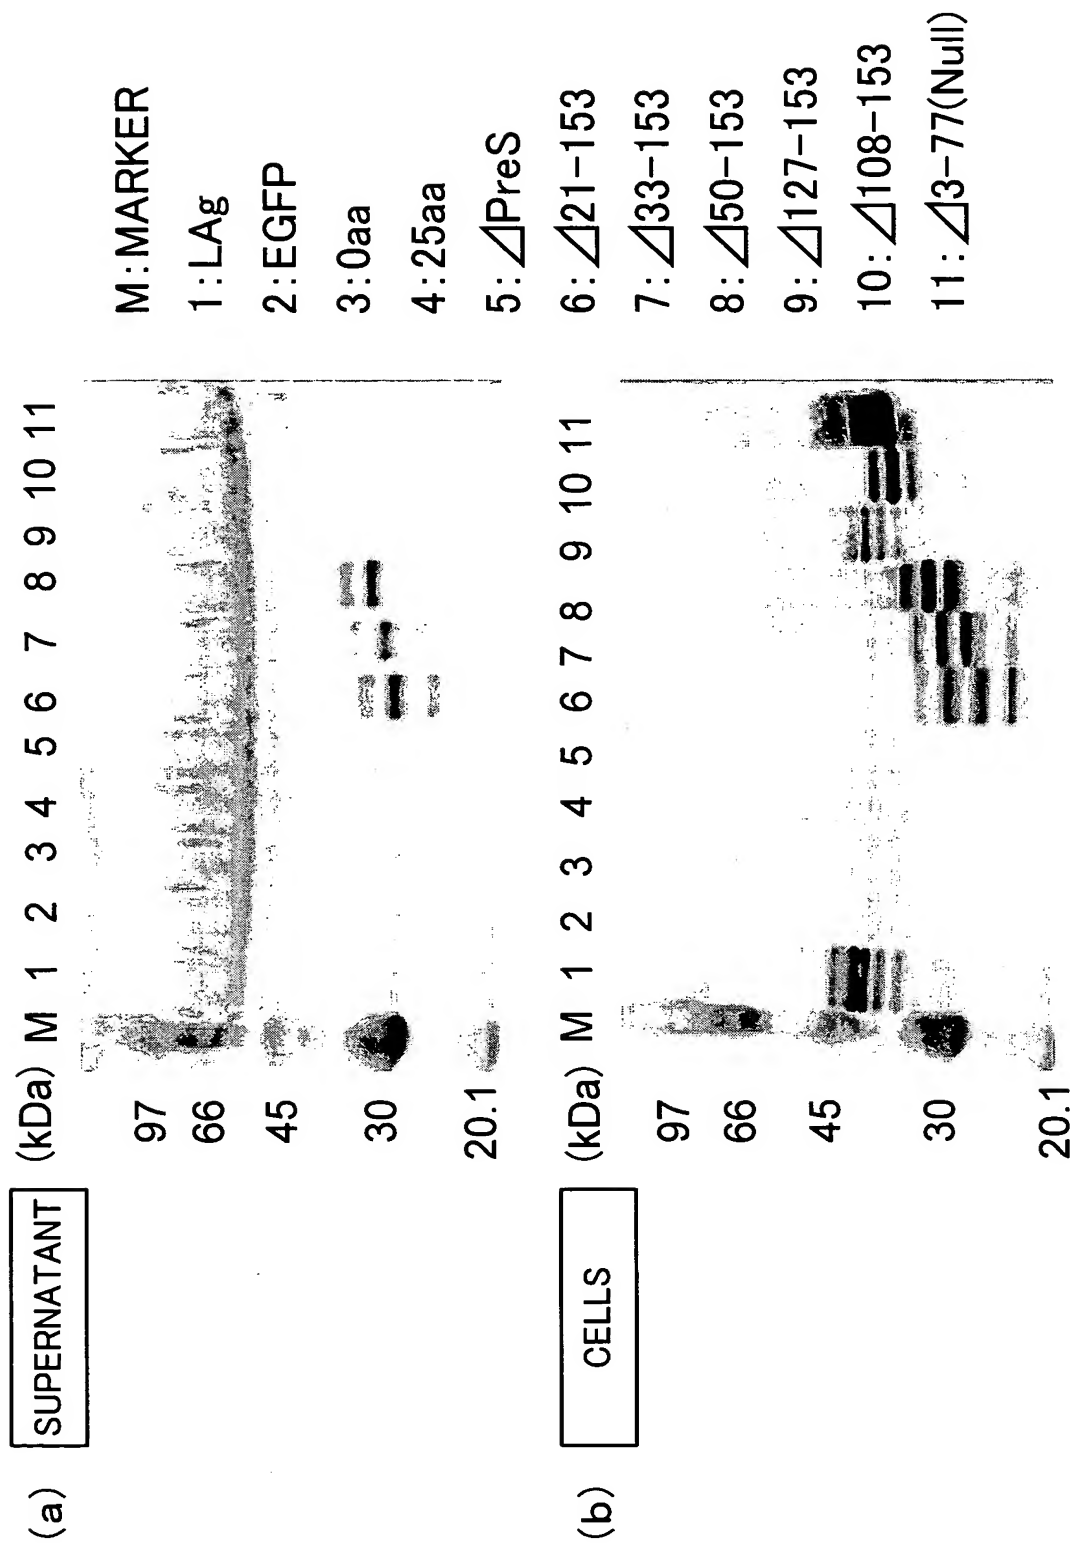 (a)
SUPERNATANT
(kDa) M 1 2 3 4 5 6 7 8 9 10 11
97
66
45
30
20.1
(b)
CELLS
(kDa) M 1 2 3 4 5 6 7 8 9 10 11
97
66
45
30
20.1
M:MARKER
1:LAg
2:EGFP
3:0aa
4:25aa
5:⊿PreS
6:⊿21-153
7:⊿33-153
8:⊿50-153
9:⊿127-153
10:⊿108-153
11:⊿3-77(Null)